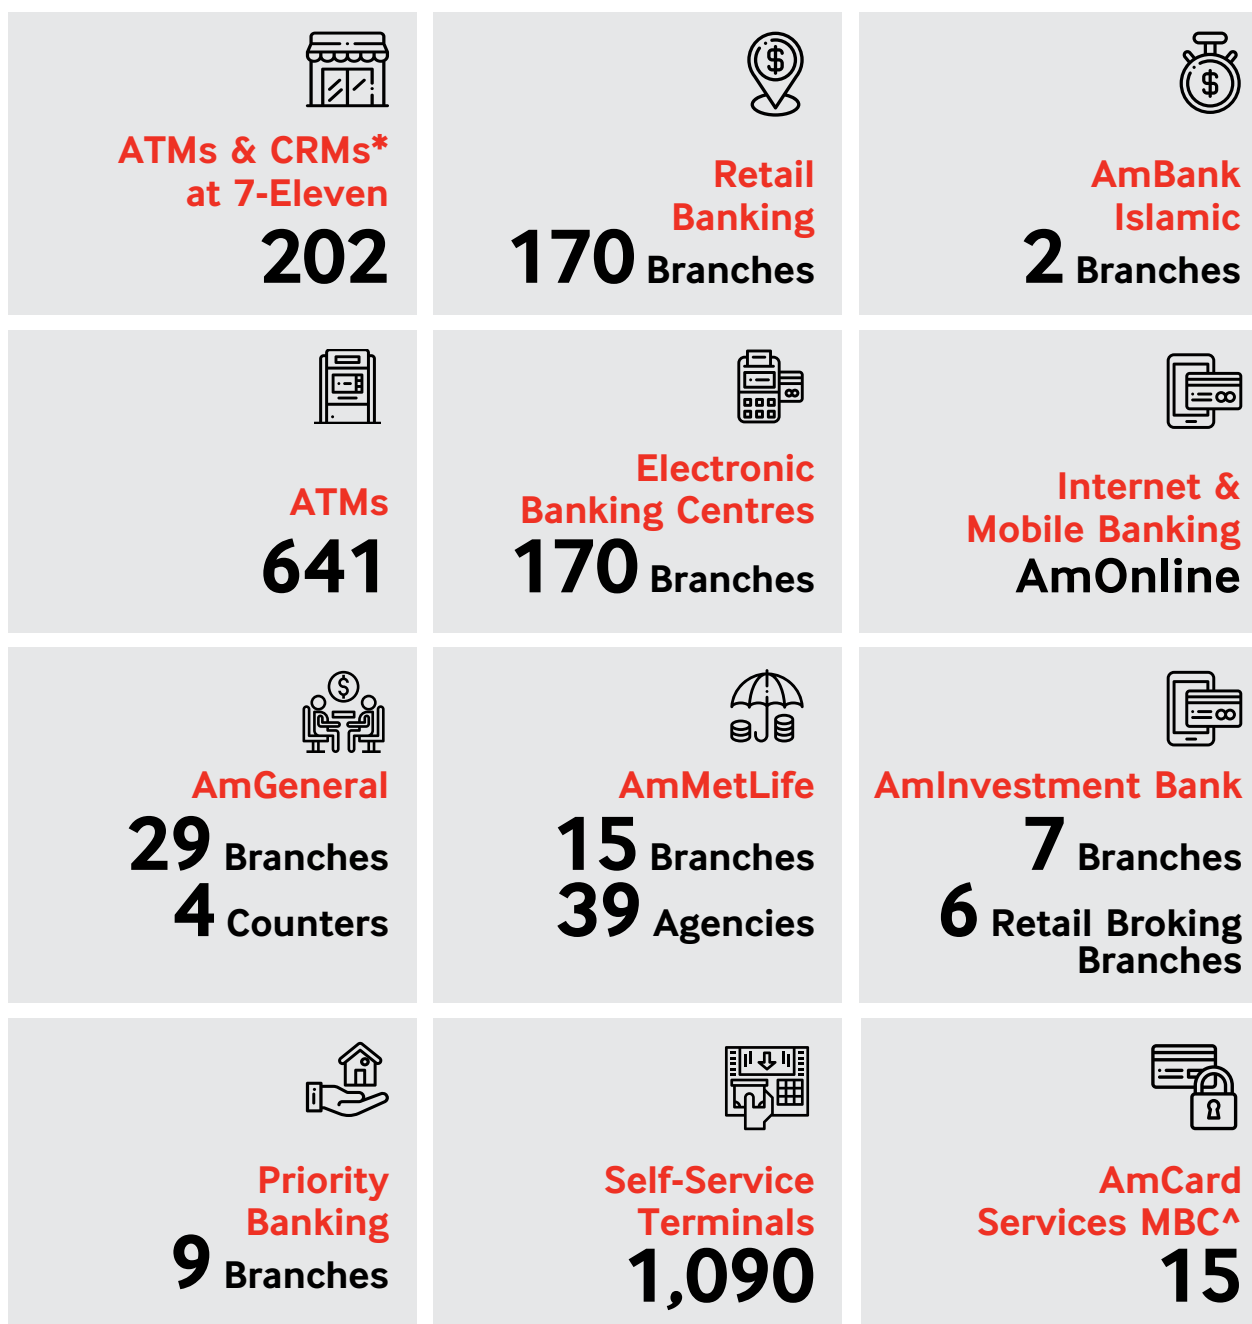 ATMs & CRMs*
at 7-Eleven
202
Retail
Banking
170 Branches
AmBank
Islamic
2 Branches
ATMs
641
Electronic
Banking Centres
170 Branches
Internet &
Mobile Banking
AmOnline
AmGeneral
29 Branches
4 Counters
AmMetLife
15 Branches
39 Agencies
AmInvestment Bank
7 Branches
6 Retail Broking
Branches
Priority
Banking
9 Branches
Self-Service
Terminals
1,090
AmCard
Services MBC^
15